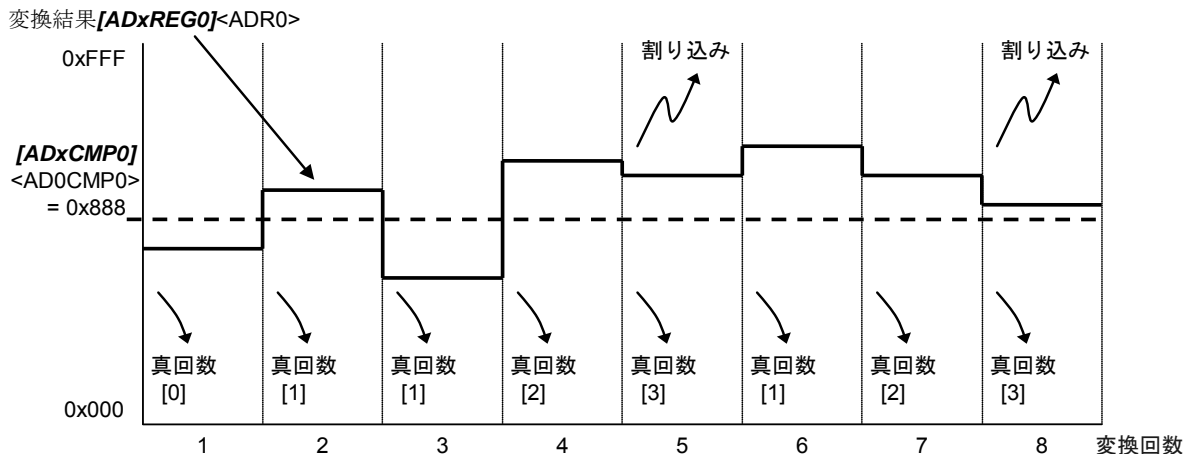 変換結果[ADxREG0]<ADR0>
0xFFF
割り込み
割り込み
[ADxCMP0]
<AD0CMP0>
= 0x888
真回数
[0]
真回数
[1]
真回数
[1]
真回数
[2]
真回数
[3]
真回数
[1]
真回数
[2]
真回数
[3]
0x000
1 2 3 4 5 6 7 8 変換回数